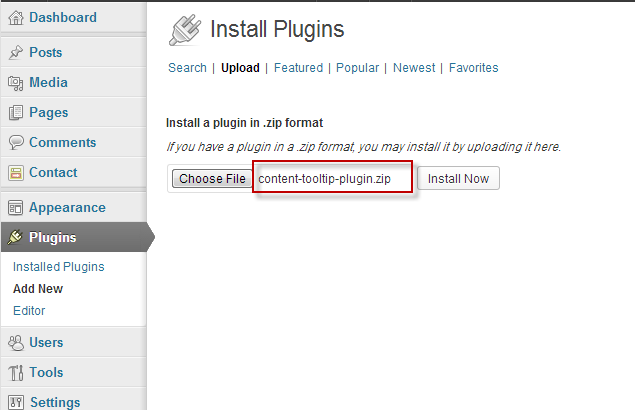 Dashboard
Posts
Media
Pages
Comments
Contact
Appearance
Plugins
Installed Plugins
Add New
Editor
Users
Tools
Settings
Install Plugins
Search | Upload | Featured | Popular | Newest | Favorites
Install a plugin in .zip format
If you have a plugin in a .zip format, you may install it by uploading it here.
Choose File content-tooltip-plugin.zip Install Now